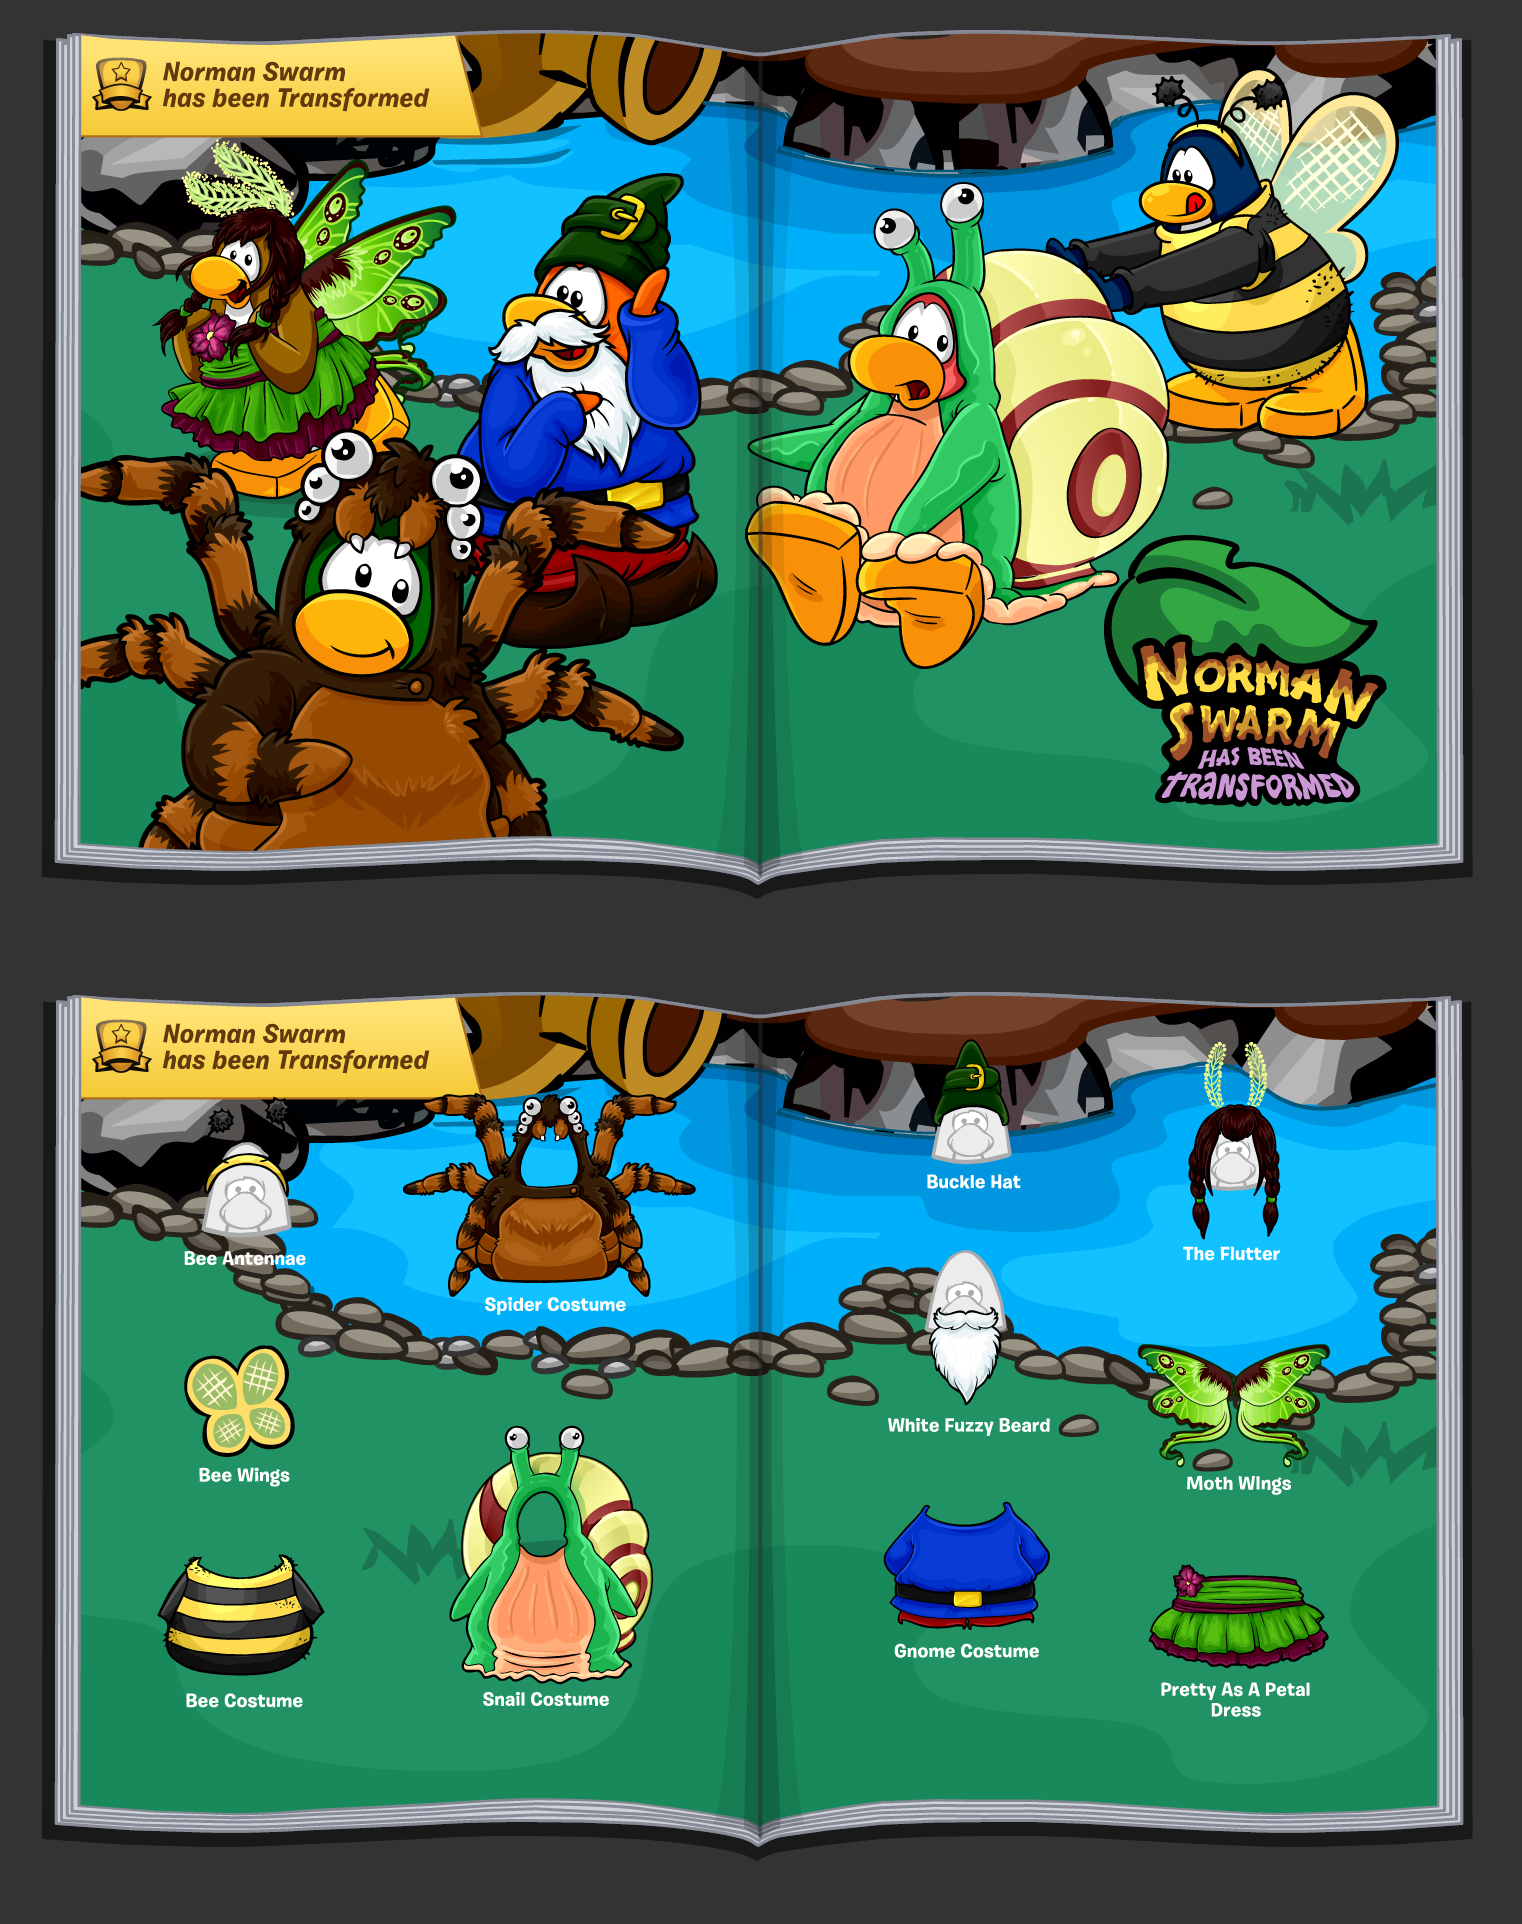 Norman Swarm
has been Transformed
NORMAN
SWARM
HAS BEEN
TRANSFORMED
Norman Swarm
has been Transformed
Buckle Hat
The Flutter
Bee Antennae
Spider Costume
White Fuzzy Beard
Bee Wings
Moth WIngs
Gnome Costume
Bee Costume
Snail Costume
Pretty As A Petal
Dress